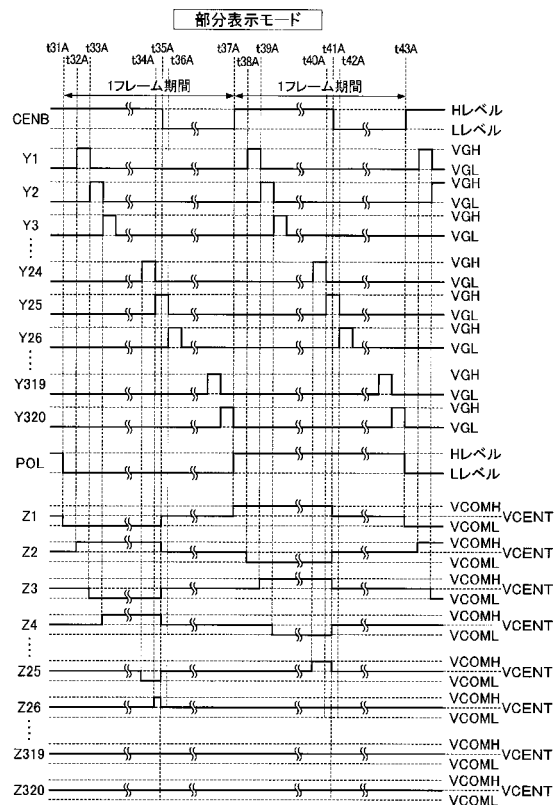 部分表示モード
t31A t33A t35A t37A t39A t41A t43A
t32A t34A t36A t38A t40A t42A
1フレーム期間 1フレーム期間
CENB Hレベル
Lレベル
Y1 VGH
VGL
Y2 VGH
VGL
Y3 VGH
VGL
Y24 VGH
VGL
Y25 VGH
VGL
Y26 VGH
VGL
Y319 VGH
VGL
Y320 VGH
VGL
POL Hレベル
Lレベル
Z1 VCOMH
VCENT
VCOML
Z2 VCOMH
VCENT
VCOML
Z3 VCOMH
VCENT
VCOML
Z4 VCOMH
VCENT
VCOML
Z25 VCOMH
VCENT
VCOML
Z26 VCOMH
VCENT
VCOML
Z319 VCOMH
VCENT
VCOML
Z320 VCOMH
VCENT
VCOML